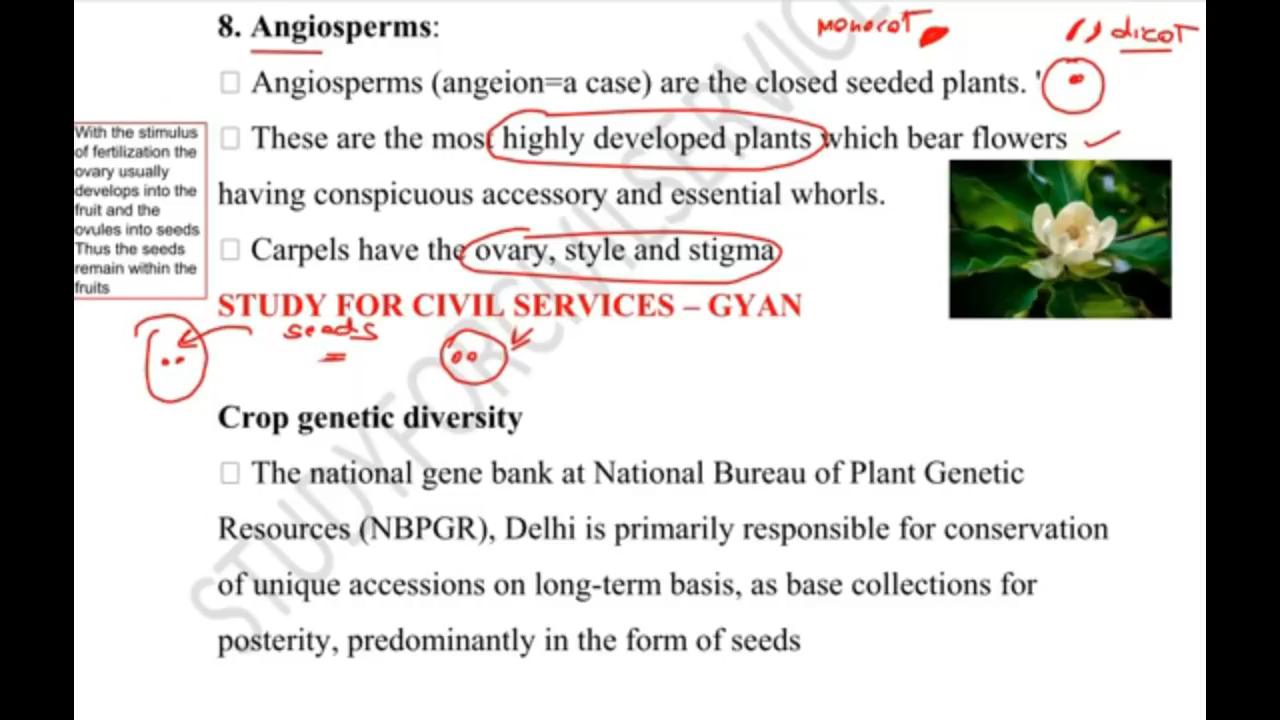 8. Angiosperms:
monocot
dicot
Angiosperms (angeion=a case) are the closed seeded plants. '
These are the most highly developed plants which bear flowers
having conspicuous accessory and essential whorls.
Carpels have the ovary, style and stigma
With the stimulus
of fertilization the
ovary usually
develops into the
fruit and the
ovules into seeds
Thus the seeds
remain within the
fruits
STUDY FOR CIVIL SERVICES – GYAN
seeds
Crop genetic diversity
The national gene bank at National Bureau of Plant Genetic
Resources (NBPGR), Delhi is primarily responsible for conservation
of unique accessions on long-term basis, as base collections for
posterity, predominantly in the form of seeds
STUDYFORCIVILSERVICE